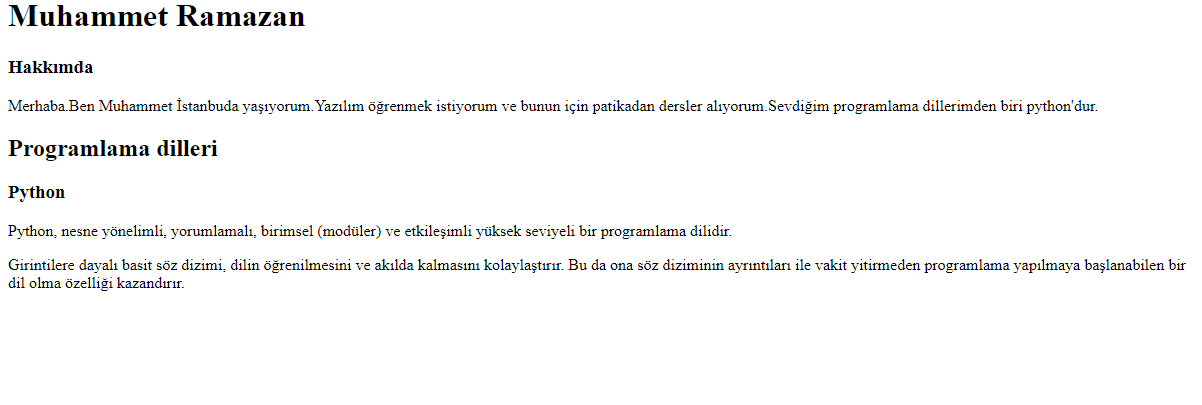 Muhammet Ramazan
Hakkımda
Merhaba.Ben Muhammet İstanbuda yaşıyorum.Yazılım öğrenmek istiyorum ve bunun için patikadan dersler alıyorum.Sevdiğim programlama dillerimden biri python'dur.
Programlama dilleri
Python
Python, nesne yönelimli, yorumlamalı, birimsel (modüler) ve etkileşimli yüksek seviyeli bir programlama dilidir.
Girintilere dayalı basit söz dizimi, dilin öğrenilmesini ve akılda kalmasını kolaylaştırır. Bu da ona söz diziminin ayrıntıları ile vakit yitirmeden programlama yapılmaya başlanabilen bir
dil olma özelliği kazandırır.